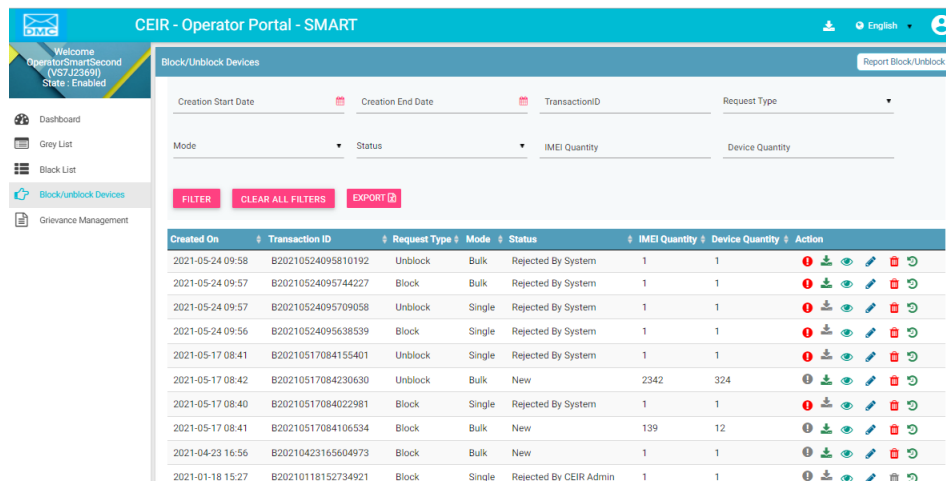 DMC
CEIR - Operator Portal - SMART
English
Welcome
OperatorSmartSecond
(VS7J2369I)
State : Enabled
Block/Unblock Devices
Report Block/Unblock
Dashboard
Grey List
Black List
Block/unblock Devices
Grievance Management
Creation Start Date Creation End Date TransactionID Request Type
Mode Status IMEI Quantity Device Quantity
FILTER CLEAR ALL FILTERS EXPORT
Created On Transaction ID Request Type Mode Status IMEI Quantity Device Quantity Action
2021-05-24 09:58 B20210524095810192 Unblock Bulk Rejected By System 1 1
2021-05-24 09:57 B20210524095744227 Block Bulk Rejected By System 1 1
2021-05-24 09:57 B20210524095709058 Unblock Single Rejected By System 1 1
2021-05-24 09:56 B20210524095638539 Block Single Rejected By System 1 1
2021-05-17 08:41 B20210517084155401 Unblock Single Rejected By System 1 1
2021-05-17 08:42 B20210517084230630 Unblock Bulk New 2342 324
2021-05-17 08:40 B20210517084022981 Block Single Rejected By System 1 1
2021-05-17 08:41 B20210517084106534 Block Bulk New 139 12
2021-04-23 16:56 B20210423165604973 Block Bulk New 1 1
2021-01-18 15:27 B20210118152734921 Block Single Rejected By CEIR Admin 1 1